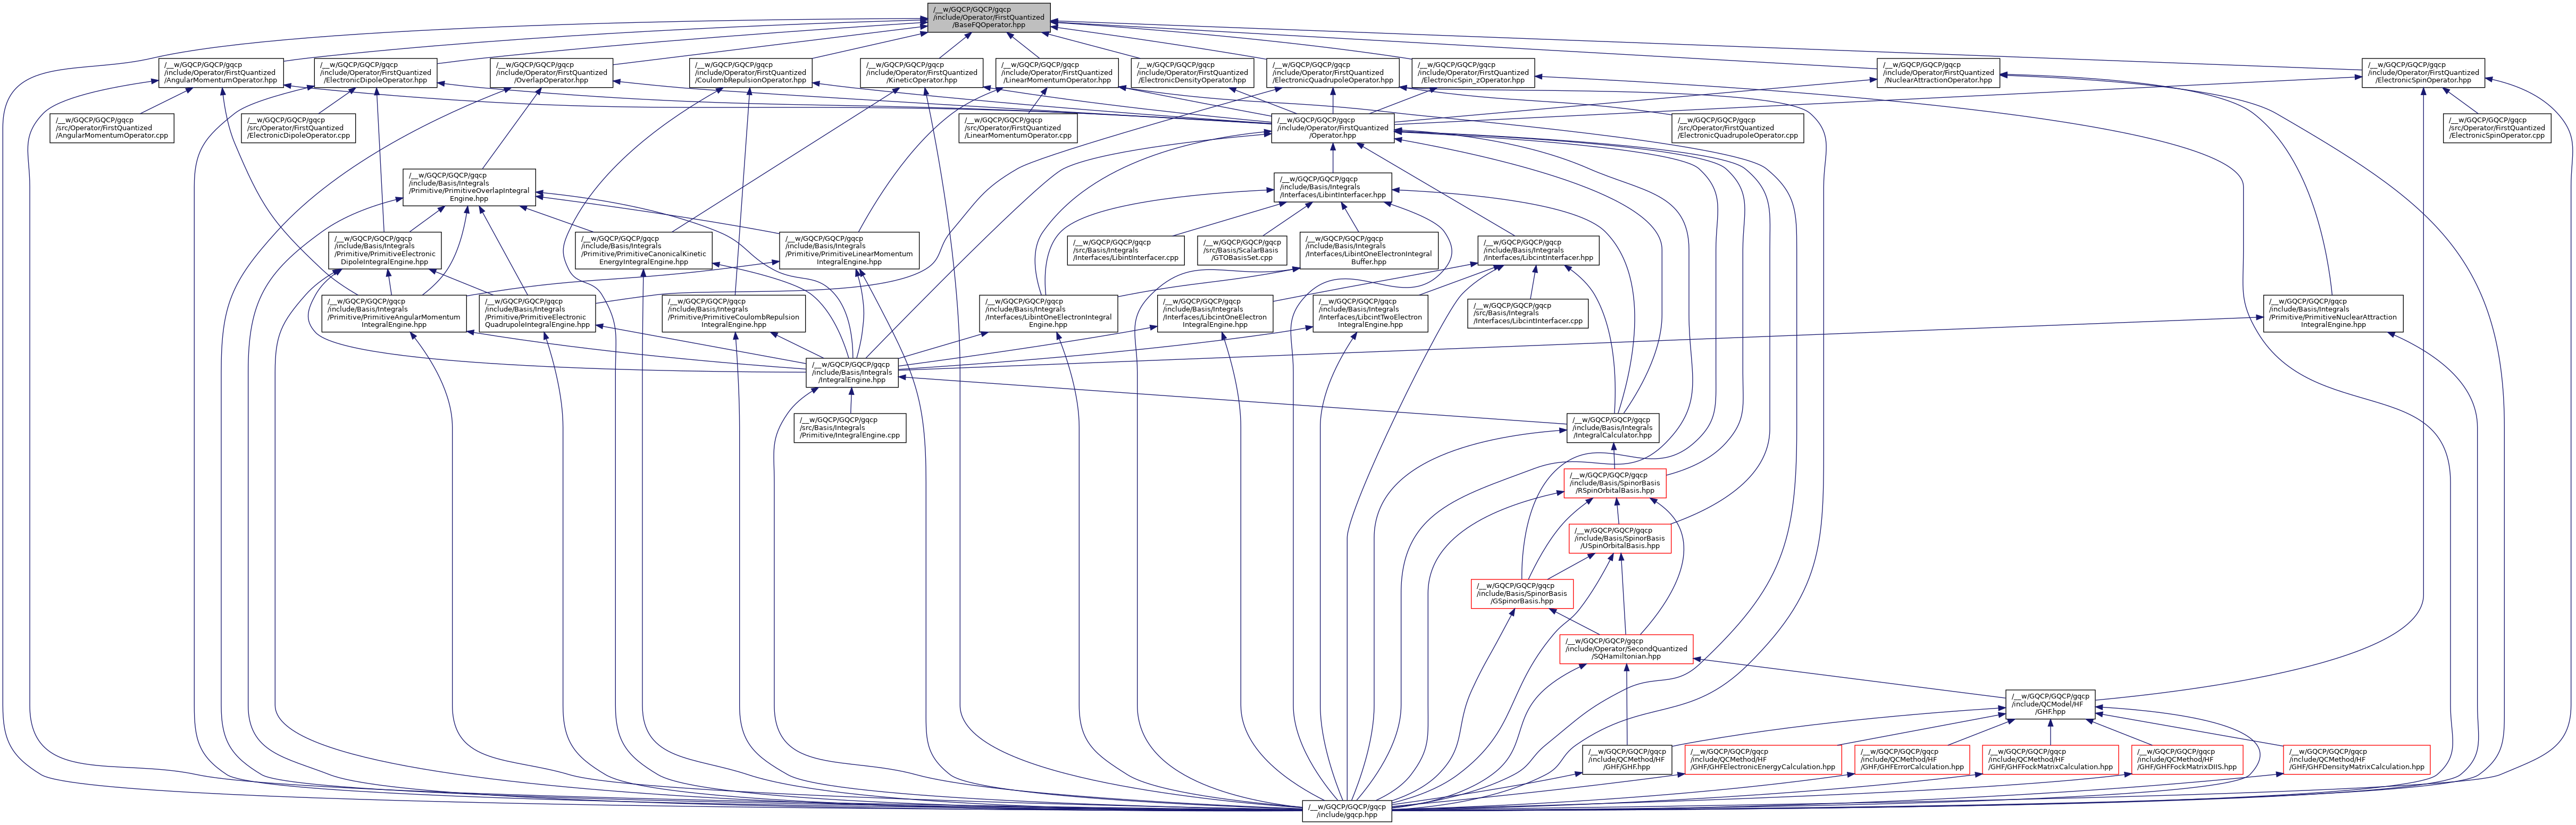 /__w/GQCP/GQCP/gqcp
/include/Operator/FirstQuantized
/BaseFQOperator.hpp
/__w/GQCP/GQCP/gqcp
/include/Operator/FirstQuantized
/AngularMomentumOperator.hpp
/__w/GQCP/GQCP/gqcp
/include/Operator/FirstQuantized
/ElectronicDipoleOperator.hpp
/__w/GQCP/GQCP/gqcp
/include/Operator/FirstQuantized
/OverlapOperator.hpp
/__w/GQCP/GQCP/gqcp
/include/Operator/FirstQuantized
/CoulombRepulsionOperator.hpp
/__w/GQCP/GQCP/gqcp
/include/Operator/FirstQuantized
/KineticOperator.hpp
/__w/GQCP/GQCP/gqcp
/include/Operator/FirstQuantized
/LinearMomentumOperator.hpp
/__w/GQCP/GQCP/gqcp
/include/Operator/FirstQuantized
/ElectronicDensityOperator.hpp
/__w/GQCP/GQCP/gqcp
/include/Operator/FirstQuantized
/ElectronicQuadrupoleOperator.hpp
/__w/GQCP/GQCP/gqcp
/include/Operator/FirstQuantized
/ElectronicSpin_zOperator.hpp
/__w/GQCP/GQCP/gqcp
/include/Operator/FirstQuantized
/NuclearAttractionOperator.hpp
/__w/GQCP/GQCP/gqcp
/include/Operator/FirstQuantized
/ElectronicSpinOperator.hpp
/__w/GQCP/GQCP/gqcp
/src/Operator/FirstQuantized
/AngularMomentumOperator.cpp
/__w/GQCP/GQCP/gqcp
/src/Operator/FirstQuantized
/ElectronicDipoleOperator.cpp
/__w/GQCP/GQCP/gqcp
/src/Operator/FirstQuantized
/LinearMomentumOperator.cpp
/__w/GQCP/GQCP/gqcp
/include/Operator/FirstQuantized
/Operator.hpp
/__w/GQCP/GQCP/gqcp
/src/Operator/FirstQuantized
/ElectronicQuadrupoleOperator.cpp
/__w/GQCP/GQCP/gqcp
/src/Operator/FirstQuantized
/ElectronicSpinOperator.cpp
/__w/GQCP/GQCP/gqcp
/include/Basis/Integrals
/Primitive/PrimitiveOverlapIntegral
Engine.hpp
/__w/GQCP/GQCP/gqcp
/include/Basis/Integrals
/Interfaces/LibintInterfacer.hpp
/__w/GQCP/GQCP/gqcp
/include/Basis/Integrals
/Primitive/PrimitiveElectronic
DipoleIntegralEngine.hpp
/__w/GQCP/GQCP/gqcp
/include/Basis/Integrals
/Primitive/PrimitiveCanonicalKinetic
EnergyIntegralEngine.hpp
/__w/GQCP/GQCP/gqcp
/include/Basis/Integrals
/Primitive/PrimitiveLinearMomentum
IntegralEngine.hpp
/__w/GQCP/GQCP/gqcp
/src/Basis/Integrals
/Interfaces/LibintInterfacer.cpp
/__w/GQCP/GQCP/gqcp
/src/Basis/ScalarBasis
/GTOBasisSet.cpp
/__w/GQCP/GQCP/gqcp
/include/Basis/Integrals
/Interfaces/LibintOneElectronIntegral
Buffer.hpp
/__w/GQCP/GQCP/gqcp
/include/Basis/Integrals
/Interfaces/LibcintInterfacer.hpp
/__w/GQCP/GQCP/gqcp
/include/Basis/Integrals
/Primitive/PrimitiveAngularMomentum
IntegralEngine.hpp
/__w/GQCP/GQCP/gqcp
/include/Basis/Integrals
/Primitive/PrimitiveElectronic
QuadrupoleIntegralEngine.hpp
/__w/GQCP/GQCP/gqcp
/include/Basis/Integrals
/Primitive/PrimitiveCoulombRepulsion
IntegralEngine.hpp
/__w/GQCP/GQCP/gqcp
/include/Basis/Integrals
/Interfaces/LibintOneElectronIntegral
Engine.hpp
/__w/GQCP/GQCP/gqcp
/include/Basis/Integrals
/Interfaces/LibcintOneElectron
IntegralEngine.hpp
/__w/GQCP/GQCP/gqcp
/include/Basis/Integrals
/Interfaces/LibcintTwoElectron
IntegralEngine.hpp
/__w/GQCP/GQCP/gqcp
/src/Basis/Integrals
/Interfaces/LibcintInterfacer.cpp
/__w/GQCP/GQCP/gqcp
/include/Basis/Integrals
/Primitive/PrimitiveNuclearAttraction
IntegralEngine.hpp
/__w/GQCP/GQCP/gqcp
/include/Basis/Integrals
/IntegralEngine.hpp
/__w/GQCP/GQCP/gqcp
/src/Basis/Integrals
/Primitive/IntegralEngine.cpp
/__w/GQCP/GQCP/gqcp
/include/Basis/Integrals
/IntegralCalculator.hpp
/__w/GQCP/GQCP/gqcp
/include/Basis/SpinorBasis
/RSpinOrbitalBasis.hpp
/__w/GQCP/GQCP/gqcp
/include/Basis/SpinorBasis
/USpinOrbitalBasis.hpp
/__w/GQCP/GQCP/gqcp
/include/Basis/SpinorBasis
/GSpinorBasis.hpp
/__w/GQCP/GQCP/gqcp
/include/Operator/SecondQuantized
/SQHamiltonian.hpp
/__w/GQCP/GQCP/gqcp
/include/QCModel/HF
/GHF.hpp
/__w/GQCP/GQCP/gqcp
/include/QCMethod/HF
/GHF/GHF.hpp
/__w/GQCP/GQCP/gqcp
/include/QCMethod/HF
/GHF/GHFElectronicEnergyCalculation.hpp
/__w/GQCP/GQCP/gqcp
/include/QCMethod/HF
/GHF/GHFErrorCalculation.hpp
/__w/GQCP/GQCP/gqcp
/include/QCMethod/HF
/GHF/GHFFockMatrixCalculation.hpp
/__w/GQCP/GQCP/gqcp
/include/QCMethod/HF
/GHF/GHFFockMatrixDIIS.hpp
/__w/GQCP/GQCP/gqcp
/include/QCMethod/HF
/GHF/GHFDensityMatrixCalculation.hpp
/__w/GQCP/GQCP/gqcp
/include/gqcp.hpp